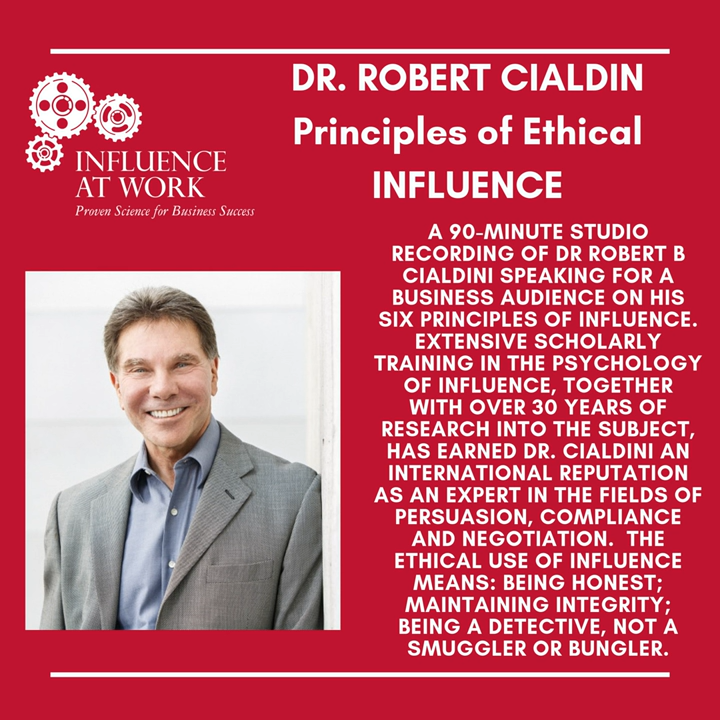 INFLUENCE
AT WORK
Proven Science for Business Success
DR. ROBERT CIALDIN
Principles of Ethical
INFLUENCE
A 90-MINUTE STUDIO
RECORDING OF DR ROBERT B
CIALDINI SPEAKING FOR A
BUSINESS AUDIENCE ON HIS
SIX PRINCIPLES OF INFLUENCE.
EXTENSIVE SCHOLARLY
TRAINING IN THE PSYCHOLOGY
OF INFLUENCE, TOGETHER
WITH OVER 30 YEARS OF
RESEARCH INTO THE SUBJECT,
HAS EARNED DR. CIALDINI AN
INTERNATIONAL REPUTATION
AS AN EXPERT IN THE FIELDS OF
PERSUASION, COMPLIANCE
AND NEGOTIATION. THE
ETHICAL USE OF INFLUENCE
MEANS: BEING HONEST;
MAINTAINING INTEGRITY;
BEING A DETECTIVE, NOT A
SMUGGLER OR BUNGLER.